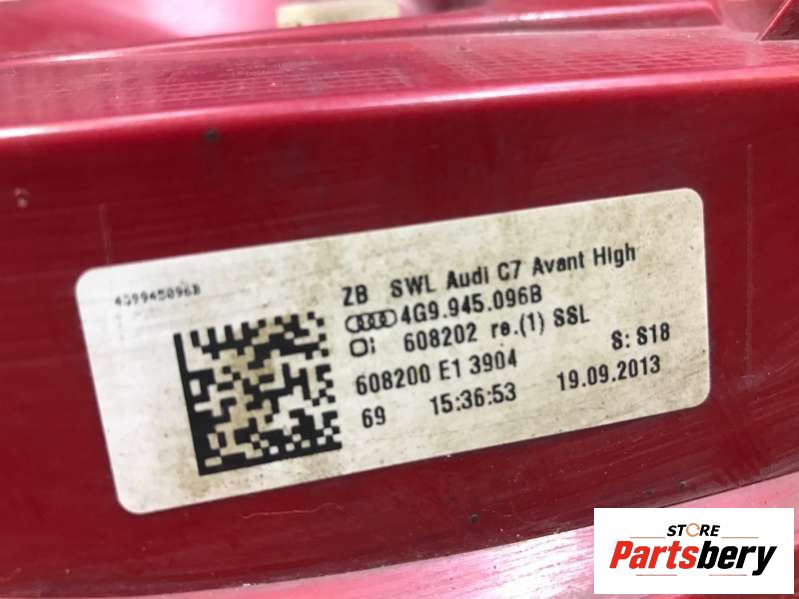 4G9945096B
ZB SWL Audi C7 Avant High
4G9.945.096B
608202 re.(1) SSL
608200 E1 3904 S: S18
69 15:36:53 19.09.2013
STORE
Partsbery